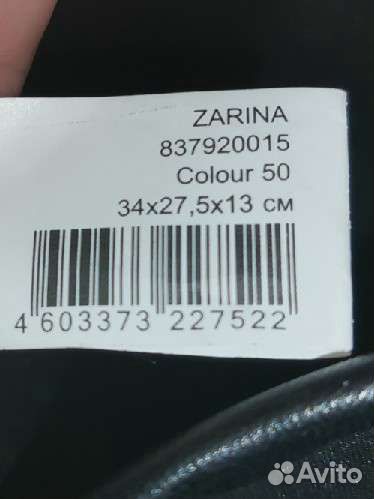 ZARINA
837920015
Colour 50
34x27,5x13 см
4 603373 227522
Avito